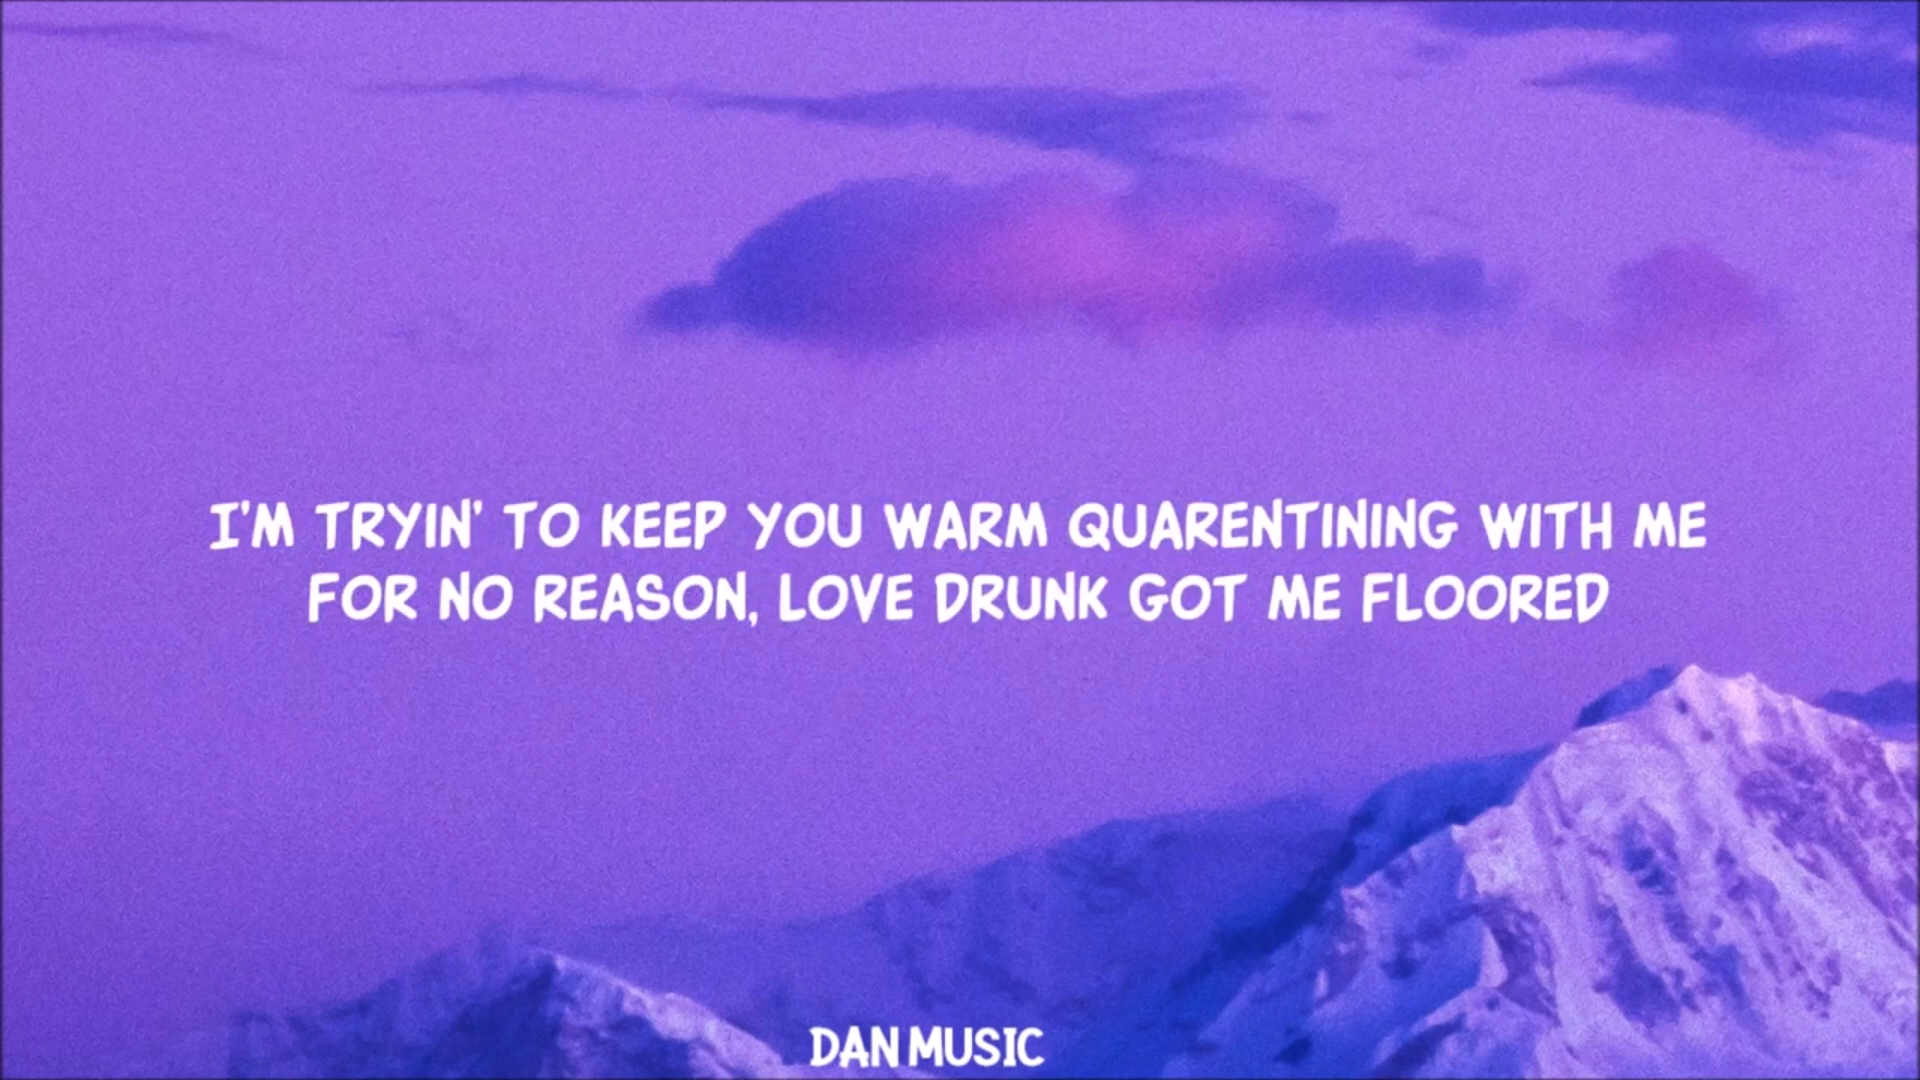 I'M TRYIN' TO KEEP YOU WARM QUARENTINING WITH ME
FOR NO REASON, LOVE DRUNK GOT ME FLOORED
DAN MUSIC